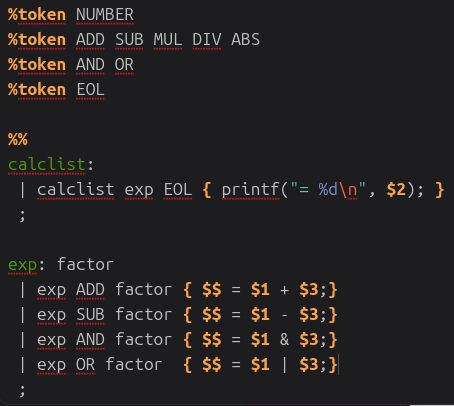 %token NUMBER
%token ADD SUB MUL DIV ABS
%token AND OR
%token EOL
%%
calclist:
| calclist exp EOL { printf("= %d\n", $2); }
;
exp: factor
| exp ADD factor { $$ = $1 + $3;}
| exp SUB factor { $$ = $1 - $3;}
| exp AND factor { $$ = $1 & $3;}
| exp OR factor  { $$ = $1 | $3;}
;